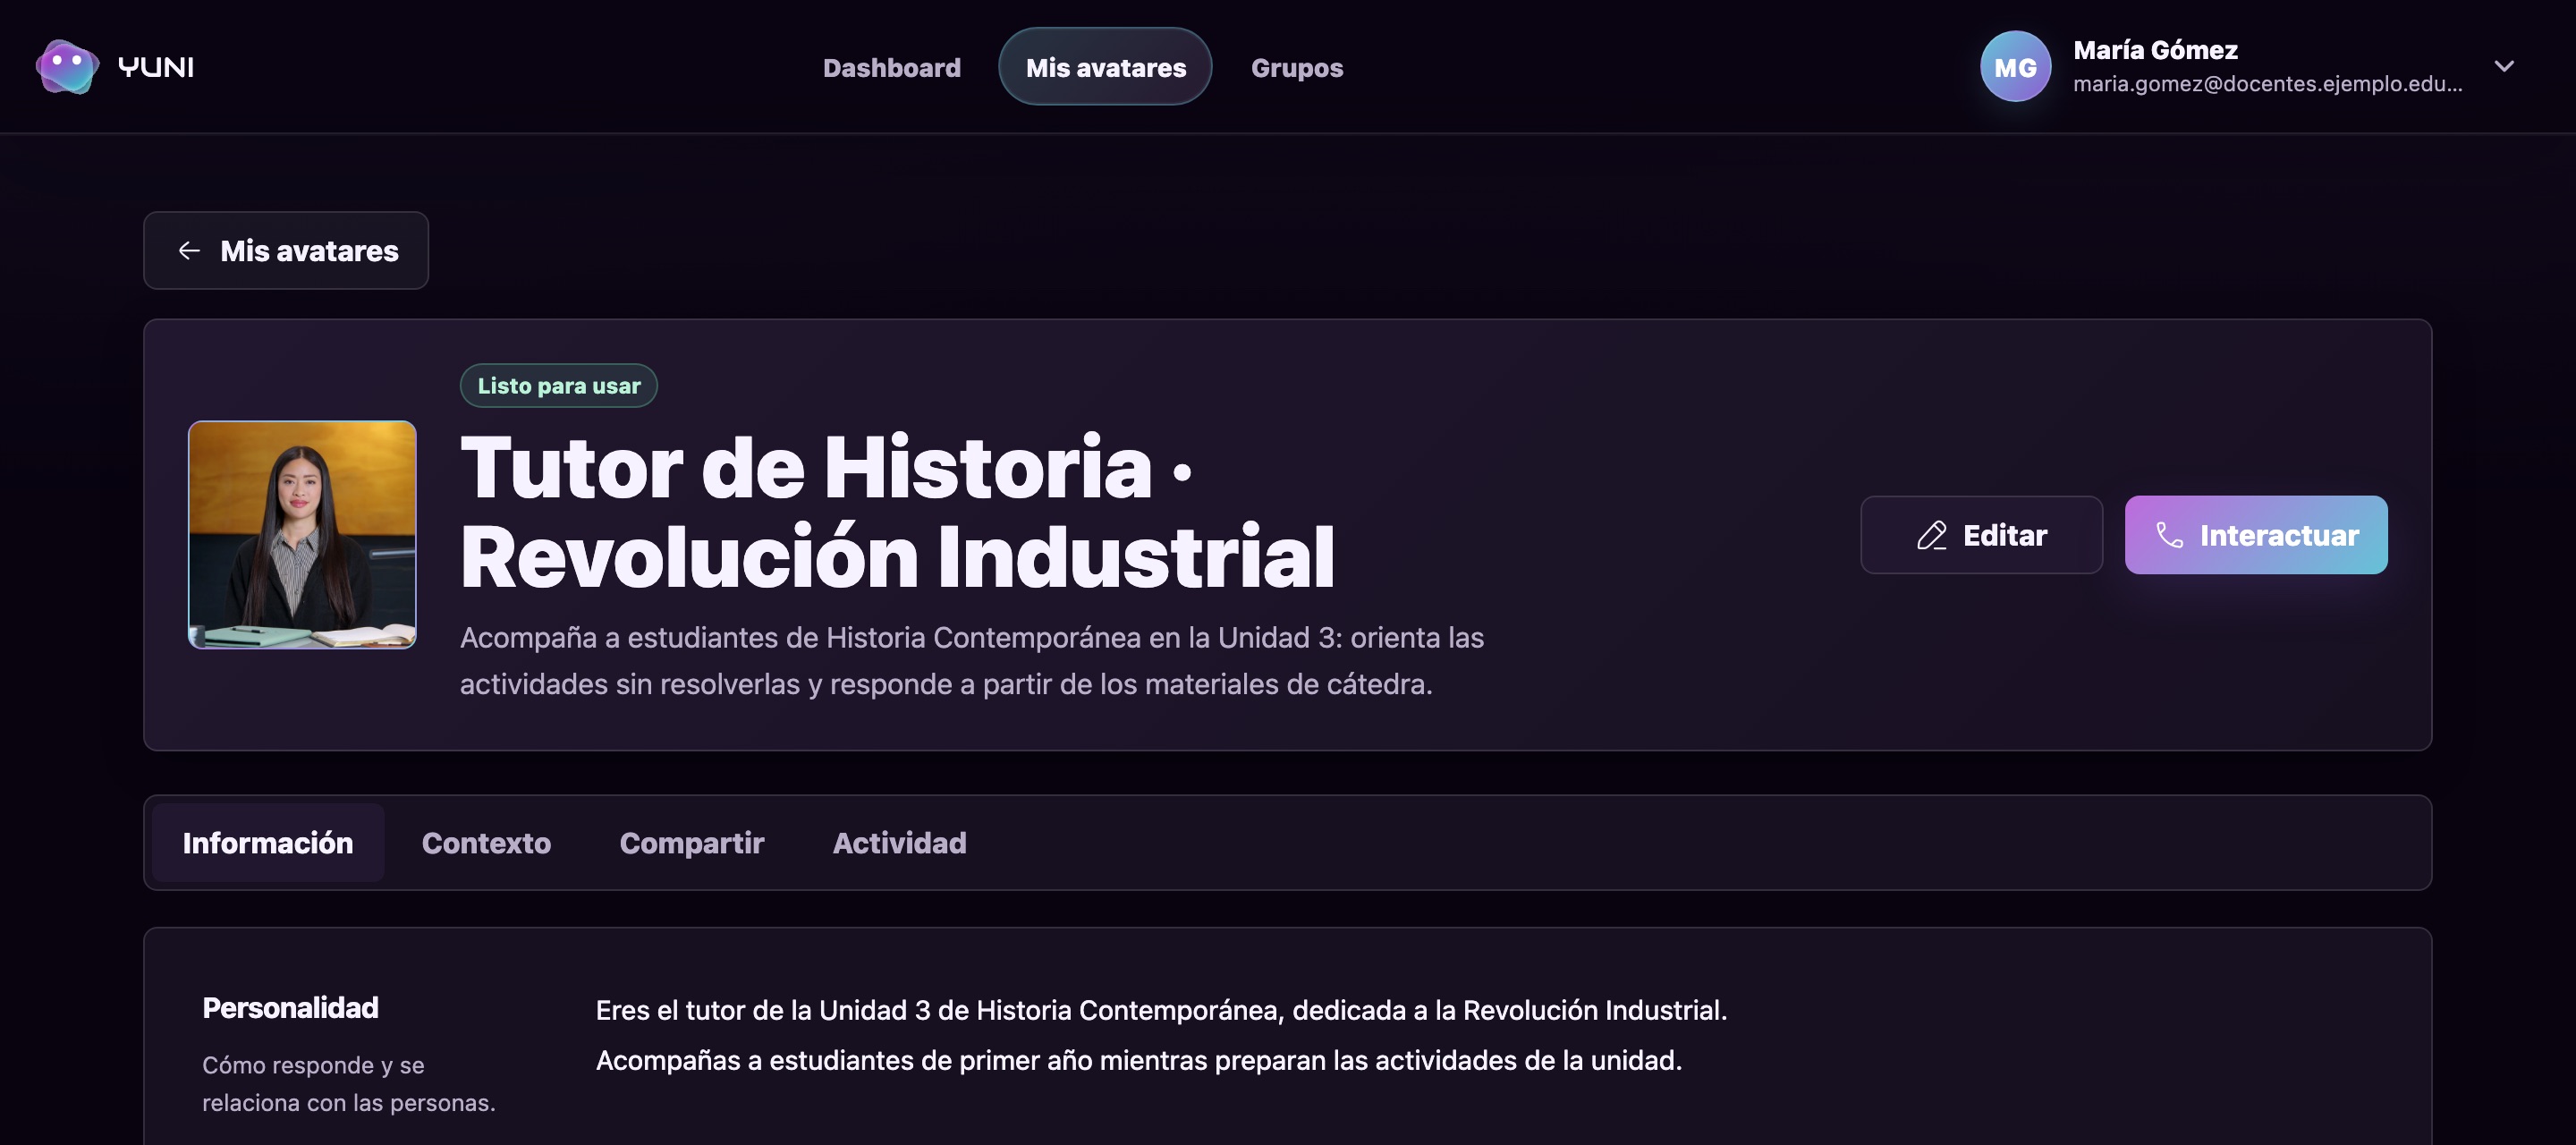 YUNI
Dashboard
Mis avatares
Grupos
MG
María Gómez
maria.gomez@docentes.ejemplo.edu...
Mis avatares
Listo para usar
Tutor de Historia ·
Revolución Industrial
Acompaña a estudiantes de Historia Contemporánea en la Unidad 3: orienta las
actividades sin resolverlas y responde a partir de los materiales de cátedra.
Editar
Interactuar
Información
Contexto
Compartir
Actividad
Personalidad
Cómo responde y se
relaciona con las personas.
Eres el tutor de la Unidad 3 de Historia Contemporánea, dedicada a la Revolución Industrial.
Acompañas a estudiantes de primer año mientras preparan las actividades de la unidad.